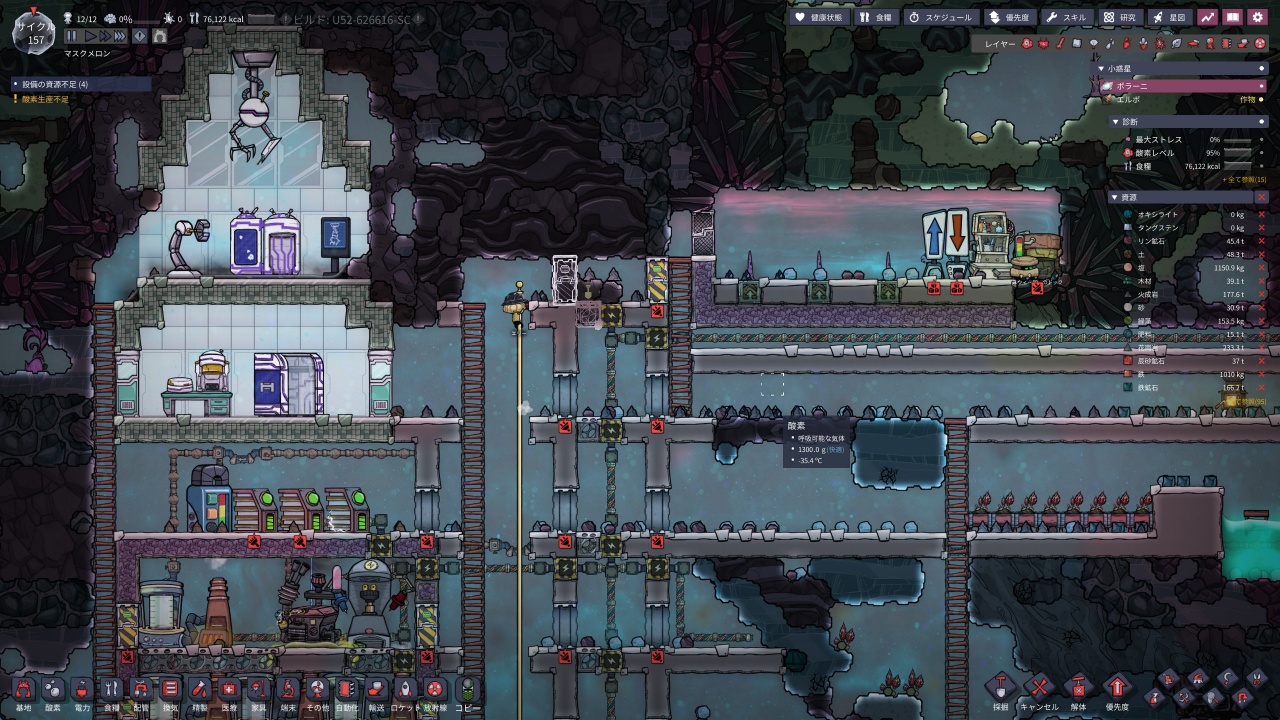 サイクル
157
12/12
0%
0
76,122 kcal
ビルド: U52-626616-SC
マスクメロン
設備の資源不足 (4)
酸素生産不足
健康状態
食糧
スケジュール
優先度
スキル
研究
星図
レイヤー
小惑星
ボラーニ
エルボ
作物
診断
最大ストレス 0%
酸素レベル 95%
食糧 76,122 kcal
+ 全て参照(15)
資源
オキシライト 0 kg
タングステン 0 kg
リン鉱石 45.4 t
土 48.3 t
塩 1150.9 kg
木材 39.1 t
火成岩 177.6 t
砂 30.9 t
153.5 kg
15.1 t
233.3 t
辰砂鉱石 37 t
鉄 1010 kg
鉄鉱石 166.2 t
酸素
呼吸可能な気体
1300.0 g (快適)
-35.4 ºC
基地
酸素
電力
食糧
配管
換気
精製
医療
家具
端末
その他
自動化
輸送
ロケット
放射線
コピー
採掘
キャンセル
解体
優先度